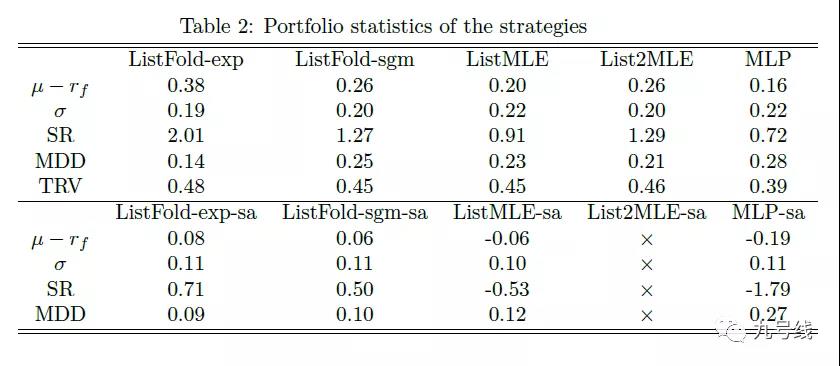 Table 2: Portfolio statistics of the strategies
ListFold-exp ListFold-sgm ListMLE List2MLE MLP
μ − r_f 0.38 0.26 0.20 0.26 0.16
σ 0.19 0.20 0.22 0.20 0.22
SR 2.01 1.27 0.91 1.29 0.72
MDD 0.14 0.25 0.23 0.21 0.28
TRV 0.48 0.45 0.45 0.46 0.39
ListFold-exp-sa ListFold-sgm-sa ListMLE-sa List2MLE-sa MLP-sa
μ − r_f 0.08 0.06 -0.06 × -0.19
σ 0.11 0.11 0.10 × 0.11
SR 0.71 0.50 -0.53 × -1.79
MDD 0.09 0.10 0.12 × 0.27
九号线